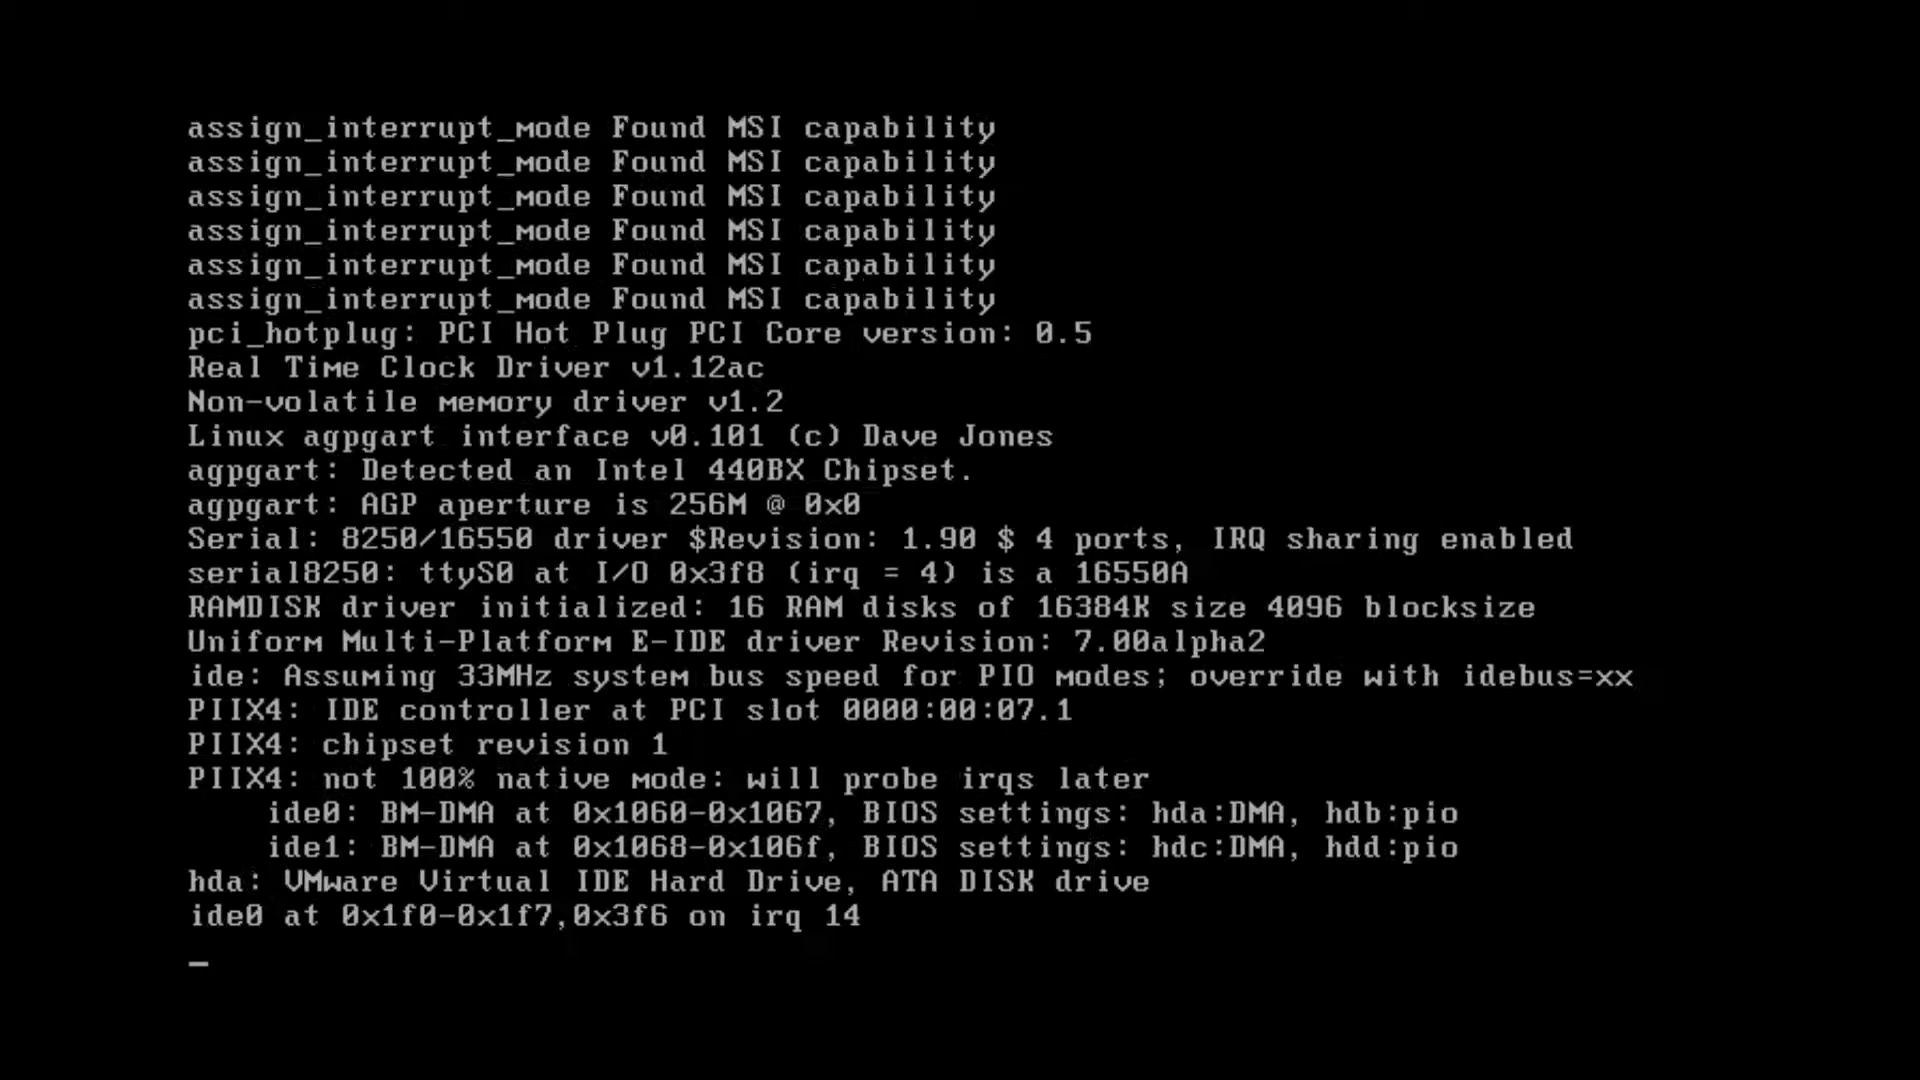 assign_interrupt_mode Found MSI capability
assign_interrupt_mode Found MSI capability
assign_interrupt_mode Found MSI capability
assign_interrupt_mode Found MSI capability
assign_interrupt_mode Found MSI capability
assign_interrupt_mode Found MSI capability
pci_hotplug: PCI Hot Plug PCI Core version: 0.5
Real Time Clock Driver v1.12ac
Non-volatile memory driver v1.2
Linux agpgart interface v0.101 (c) Dave Jones
agpgart: Detected an Intel 440BX Chipset.
agpgart: AGP aperture is 256M @ 0x0
Serial: 8250/16550 driver $Revision: 1.90 $ 4 ports, IRQ sharing enabled
serial8250: ttyS0 at I/O 0x3f8 (irq = 4) is a 16550A
RAMDISK driver initialized: 16 RAM disks of 16384K size 4096 blocksize
Uniform Multi-Platform E-IDE driver Revision: 7.00alpha2
ide: Assuming 33MHz system bus speed for PIO modes; override with idebus=xx
PIIX4: IDE controller at PCI slot 0000:00:07.1
PIIX4: chipset revision 1
PIIX4: not 100% native mode: will probe irqs later
    ide0: BM-DMA at 0x1060-0x1067, BIOS settings: hda:DMA, hdb:pio
    ide1: BM-DMA at 0x1068-0x106f, BIOS settings: hdc:DMA, hdd:pio
hda: VMware Virtual IDE Hard Drive, ATA DISK drive
ide0 at 0x1f0-0x1f7,0x3f6 on irq 14
_